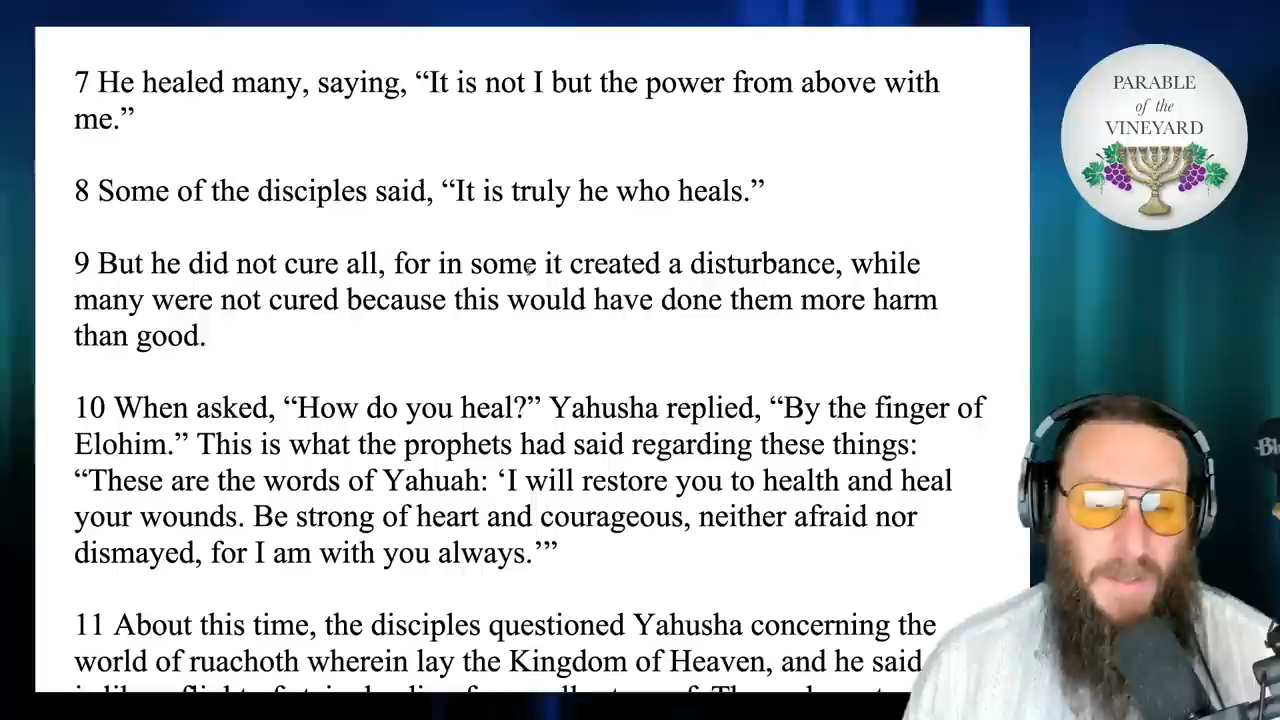 7 He healed many, saying, “It is not I but the power from above with
me.”
8 Some of the disciples said, “It is truly he who heals.”
9 But he did not cure all, for in some it created a disturbance, while
many were not cured because this would have done them more harm
than good.
10 When asked, “How do you heal?” Yahusha replied, “By the finger of
Elohim.” This is what the prophets had said regarding these things:
“These are the words of Yahuah: ‘I will restore you to health and heal
your wounds. Be strong of heart and courageous, neither afraid nor
dismayed, for I am with you always.’”
11 About this time, the disciples questioned Yahusha concerning the
world of ruachoth wherein lay the Kingdom of Heaven, and he said
PARABLE
of the
VINEYARD